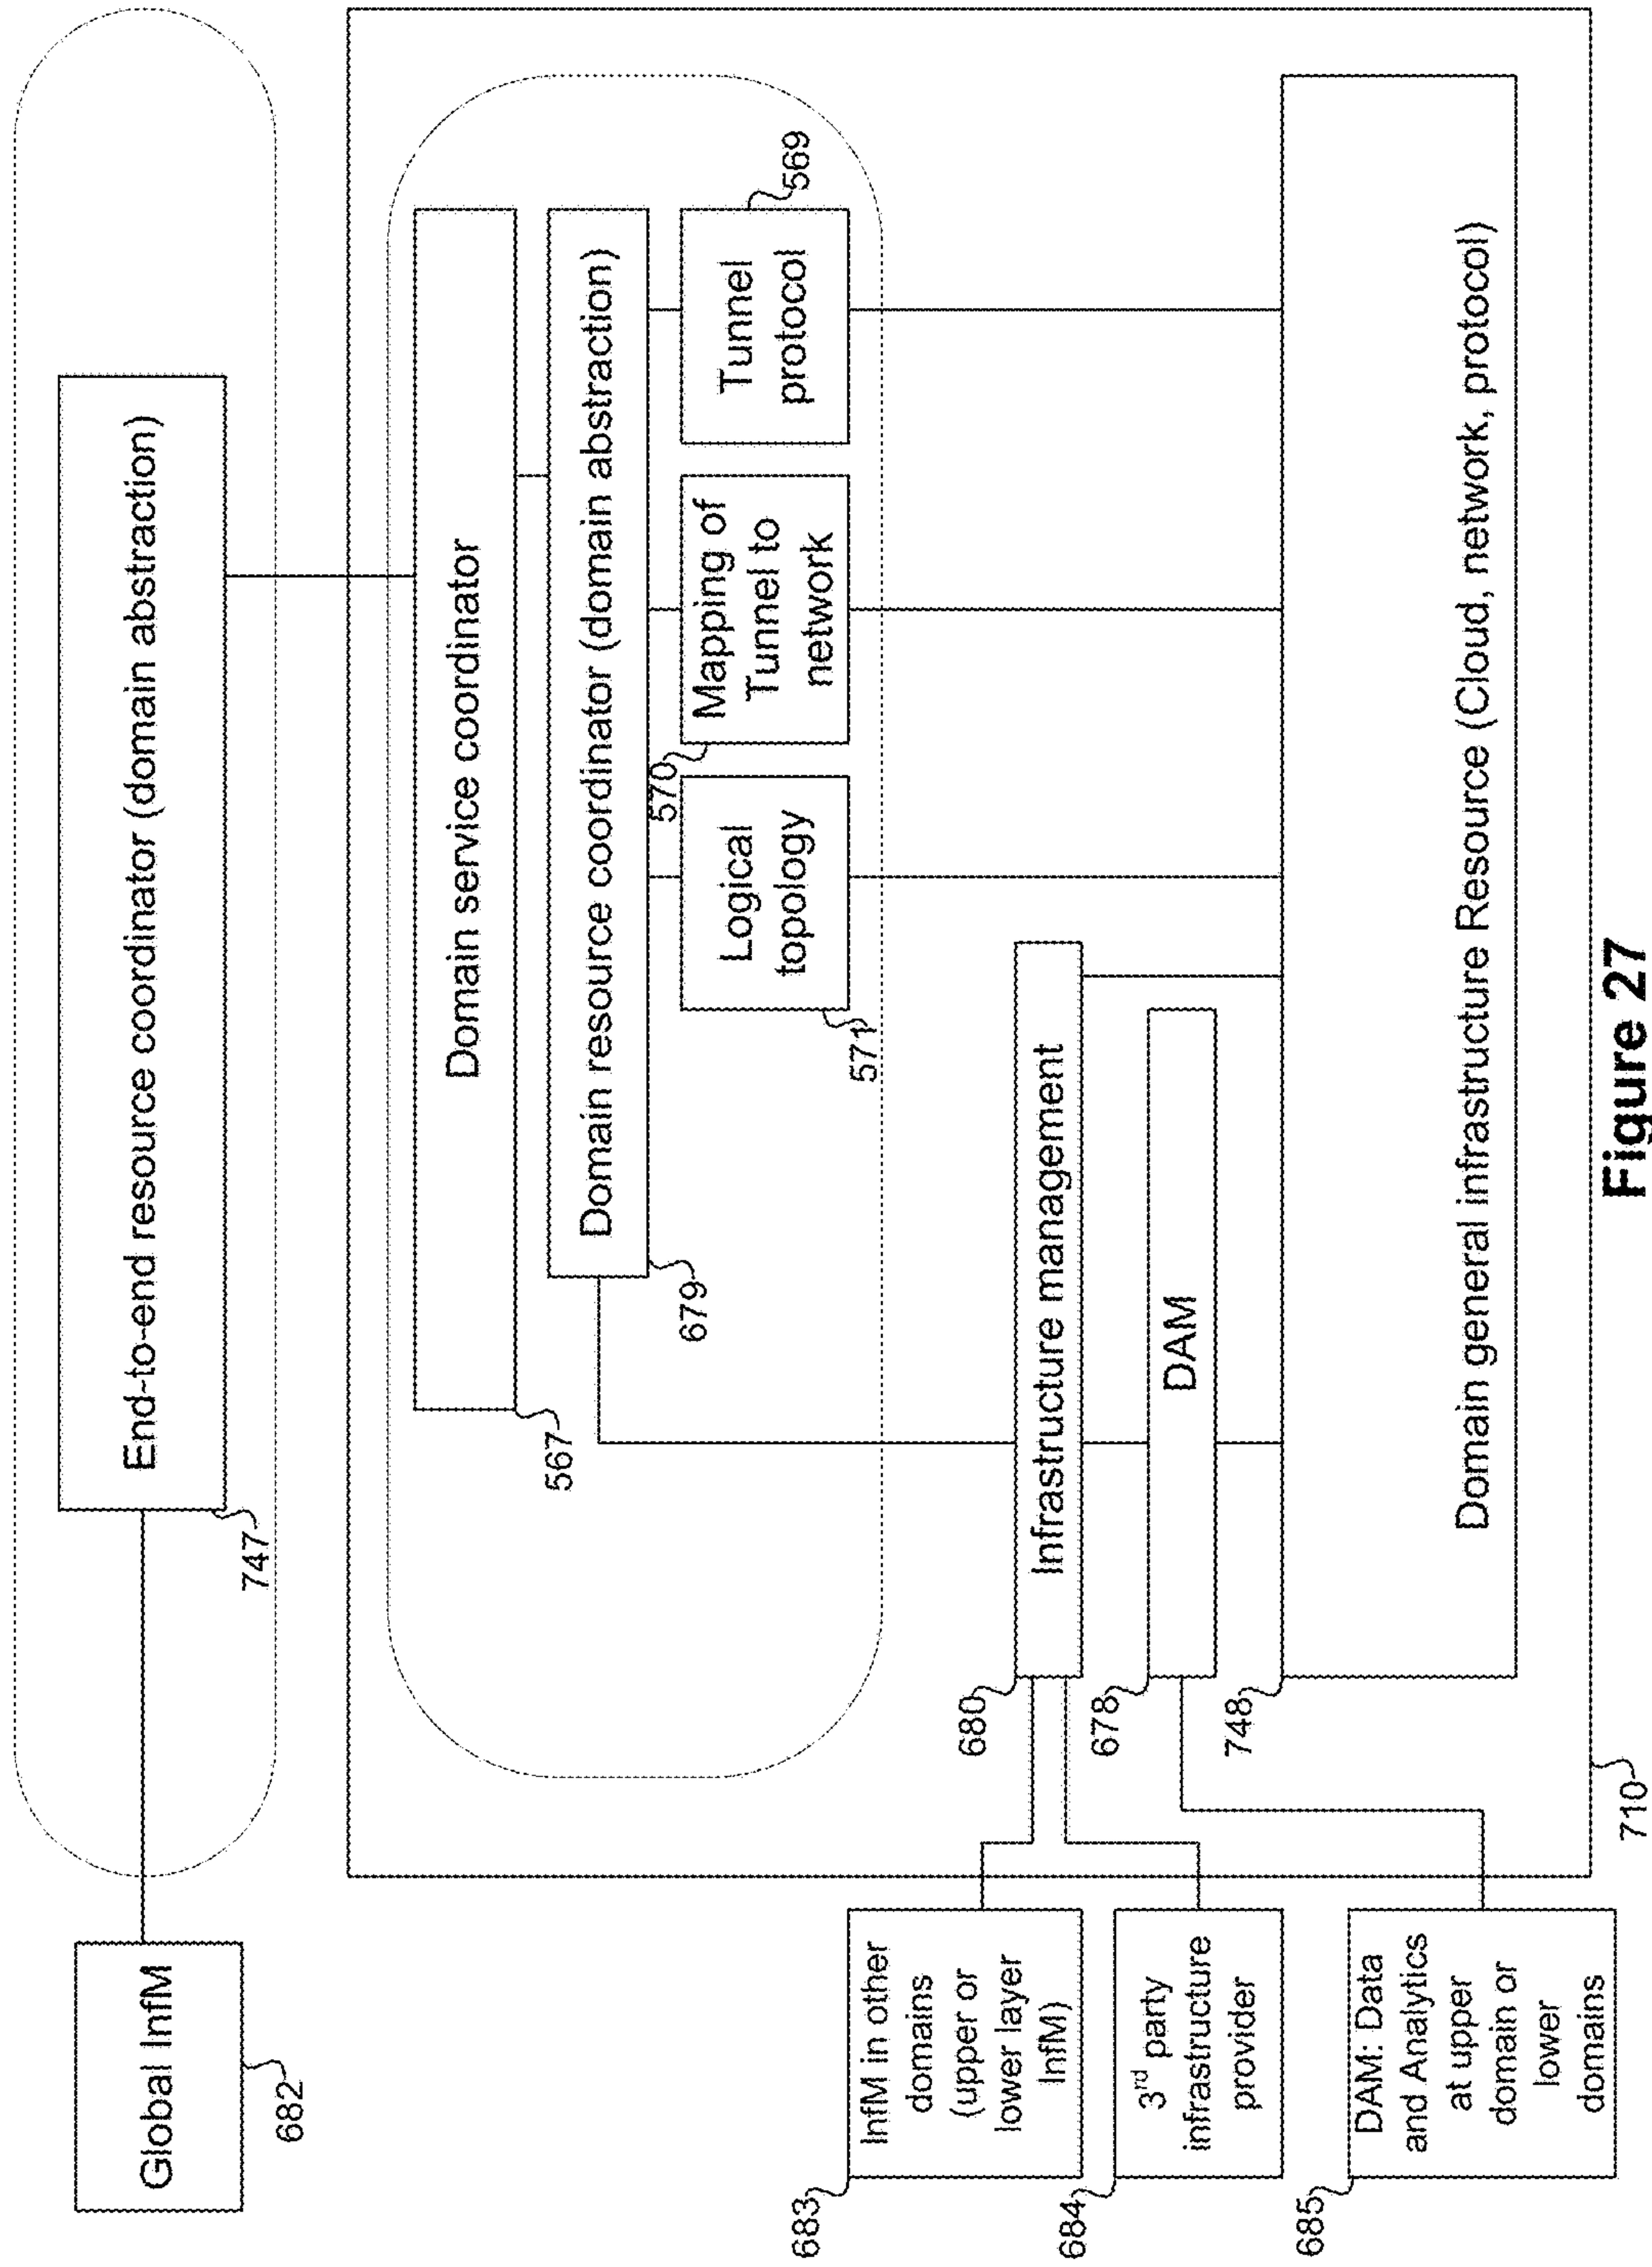 Global InfM
682
End-to-end resource coordinator (domain abstraction)
747
Domain service coordinator
567
Domain resource coordinator (domain abstraction)
679
Logical
topology
571
Mapping of
Tunnel to
network
570
Tunnel
protocol
569
InfM in other
domains
(upper or
lower layer
InfM)
683
3rd party
infrastructure
provider
684
DAM: Data
and Analytics
at upper
domain or
lower
domains
685
Infrastructure management
680
DAM
678
Domain general infrastructure Resource (Cloud, network, protocol)
748
710
Figure 27